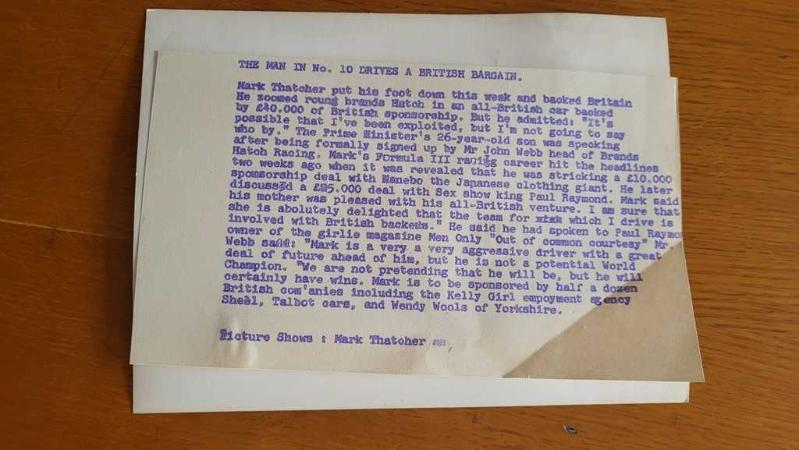 THE MAN IN No. 10 DRIVES A BRITISH BARGAIN.
Mark Thatcher put his foot down this week and backed Britain
He zoomed roung brands Hatch in an all-British car backed
by £40.000 of British sponsorship. But he admitted: "It's
possible that I've been exploited, but I'm not going to say
who by." The Prime Minister's 26-year-old son was specking
after being formally signed up by Mr John Webb head of Brands
Hatch Racing. Mark's Formula III racing career hit the headlines
two weeks ago when it was revealed that he was stricking a £10.000
sponsorship deal with Manebo the Japanese clothing giant. He later
discussed a £25.000 deal with Sex show king Paul Raymond. Mark said
his mother was pleased with his all-British venture. I am sure that
she is abolutely delighted that the team for which I drive is
involved with British backers." He said he had spoken to Paul Raymon
owner of the girlie magazine Men Only "Out of common courtesy" Mr.
Webb said: "Mark is a very a very aggressive driver with a great
deal of future ahead of him, but he is not a potential World
Champion. "We are not pretending that he will be, but he will
certainly have wins. Mark is to be sponsored by half a dozen
British com'anies including the Kelly Girl empoyment agency
Shell, Talbot cars, and Wendy Wools of Yorkshire.
Picture Shows : Mark Thatcher